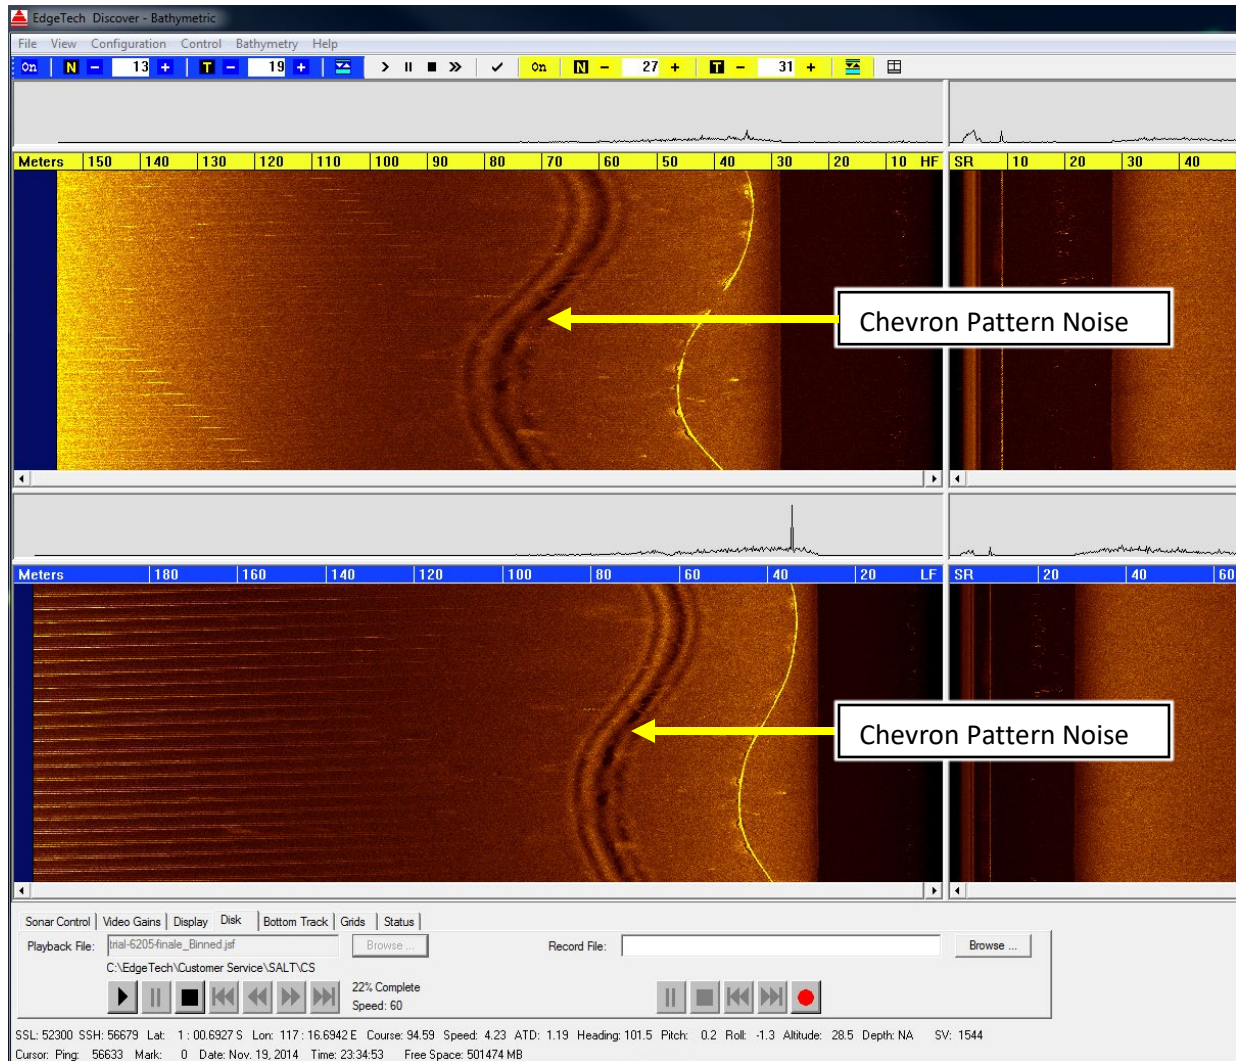 EdgeTech Discover - Bathymetric
File View Configuration Control Bathymetry Help
On N - 13 + T - 19 + On N - 27 + T - 31 +
Meters 150 140 130 120 110 100 90 80 70 60 50 40 30 20 10 HF SR 10 20 30 40
Chevron Pattern Noise
Meters 180 160 140 120 100 80 60 40 20 LF SR 20 40 60
Chevron Pattern Noise
Sonar Control Video Gains Display Disk Bottom Track Grids Status
Playback File: trial-6205-finale_Binned.jsf Browse ... Record File: Browse ...
C:\EdgeTech\Customer Service\SALT\CS
22% Complete
Speed: 60
SSL: 52300 SSH: 56679 Lat: 1 : 00.6927 S Lon: 117 : 16.6942 E Course: 94.59 Speed: 4.23 ATD: 1.19 Heading: 101.5 Pitch: 0.2 Roll: -1.3 Altitude: 28.5 Depth: NA SV: 1544
Cursor: Ping: 56633 Mark: 0 Date: Nov. 19, 2014 Time: 23:34:53 Free Space: 501474 MB